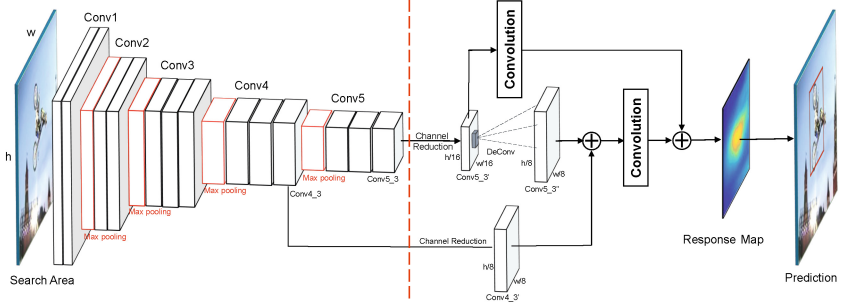 w
h
Search Area
Conv1
Conv2
Conv3
Conv4
Conv5
Max pooling
Max pooling
Max pooling
Max pooling
Conv4_3
Conv5_3
Channel
Reduction
h/16
w/16
Conv5_3'
DeConv
h/8
w/8
Conv5_3''
Convolution
Convolution
Channel Reduction
h/8
w/8
Conv4_3'
Response Map
Prediction